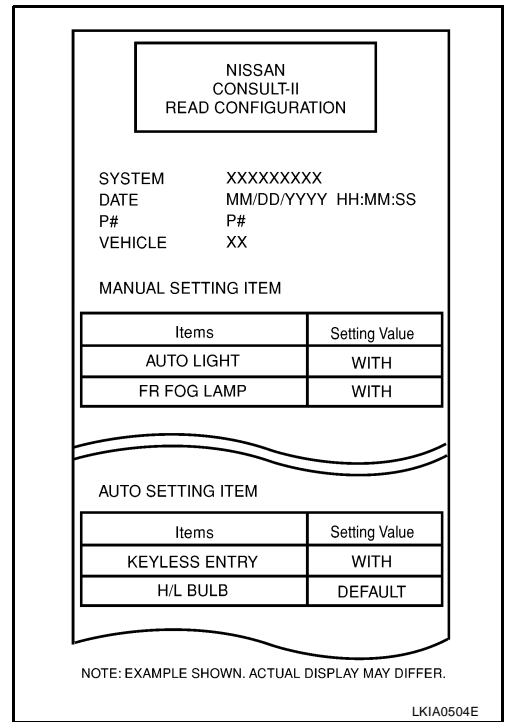 NISSAN
CONSULT-II
READ CONFIGURATION
SYSTEM XXXXXXXXX
DATE MM/DD/YYYY HH:MM:SS
P# P#
VEHICLE XX
MANUAL SETTING ITEM
Items Setting Value
AUTO LIGHT WITH
FR FOG LAMP WITH
AUTO SETTING ITEM
Items Setting Value
KEYLESS ENTRY WITH
H/L BULB DEFAULT
NOTE: EXAMPLE SHOWN. ACTUAL DISPLAY MAY DIFFER.
LKIA0504E